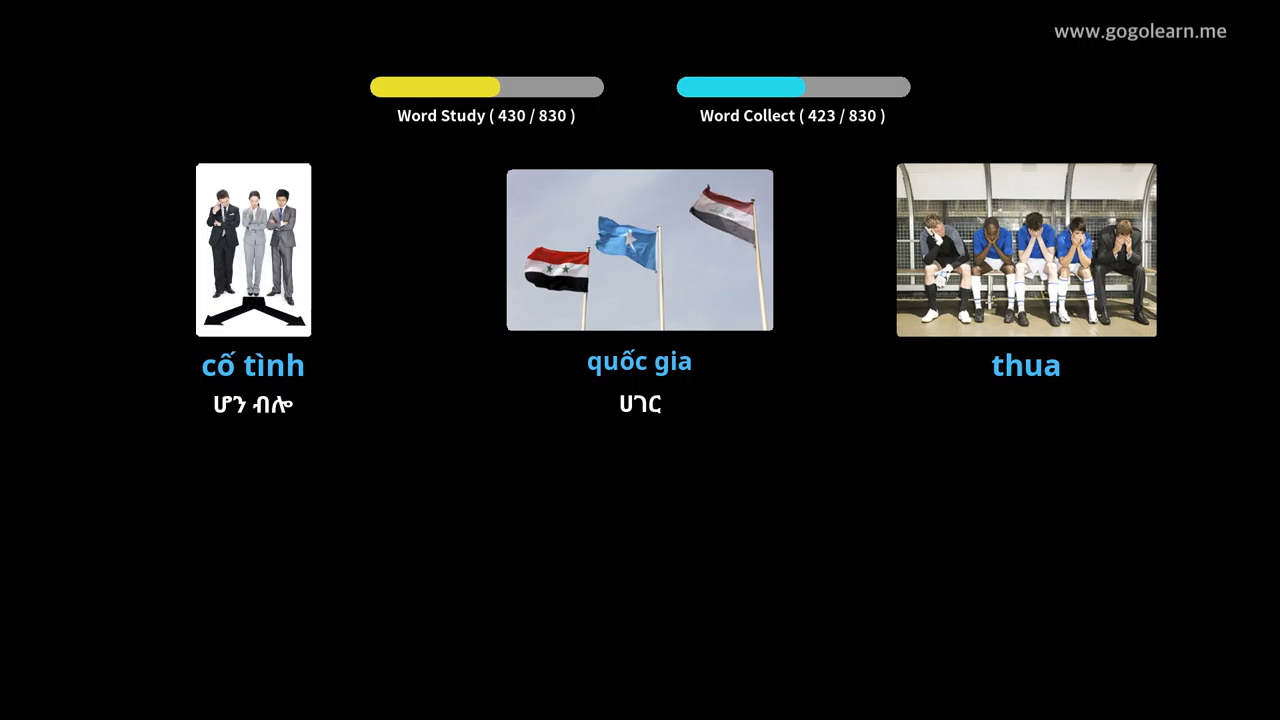 www.gogolearn.me
Word Study ( 430 / 830 )
Word Collect ( 423 / 830 )
cố tình
ሆን ብሎ
quốc gia
ሀገር
thua